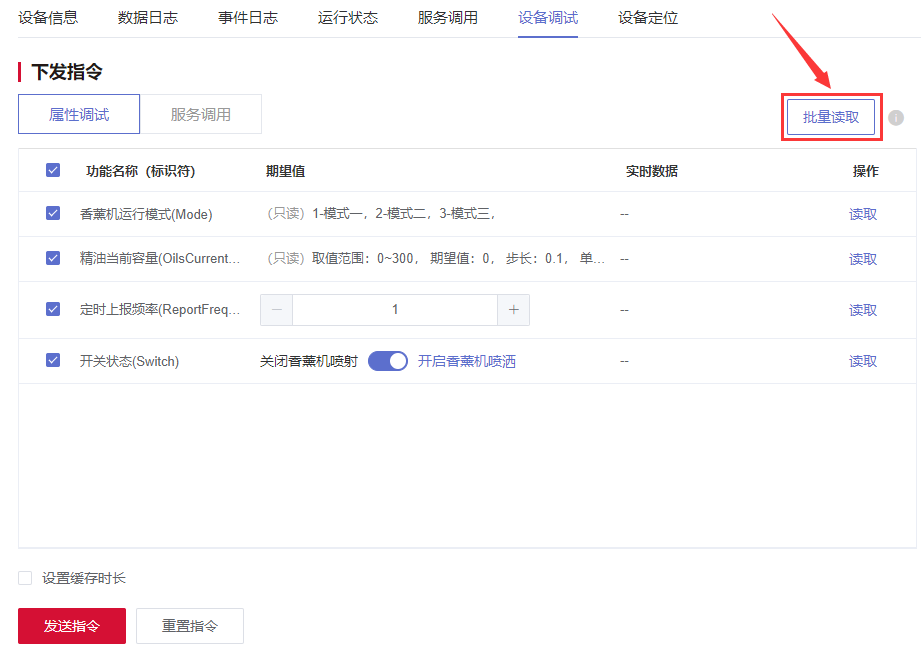 设备信息 数据日志 事件日志 运行状态 服务调用 设备调试 设备定位
下发指令
属性调试 服务调用 批量读取
功能名称（标识符) 期望值 实时数据 操作
香薰机运行模式(Mode) （只读）1-模式一，2-模式二，3-模式三， -- 读取
精油当前容量(OilsCurrent... （只读）取值范围：0~300， 期望值：0， 步长：0.1， 单... -- 读取
定时上报频率(ReportFreq... − 1 + -- 读取
开关状态(Switch) 关闭香薰机喷射 开启香薰机喷洒 -- 读取
设置缓存时长
发送指令 重置指令